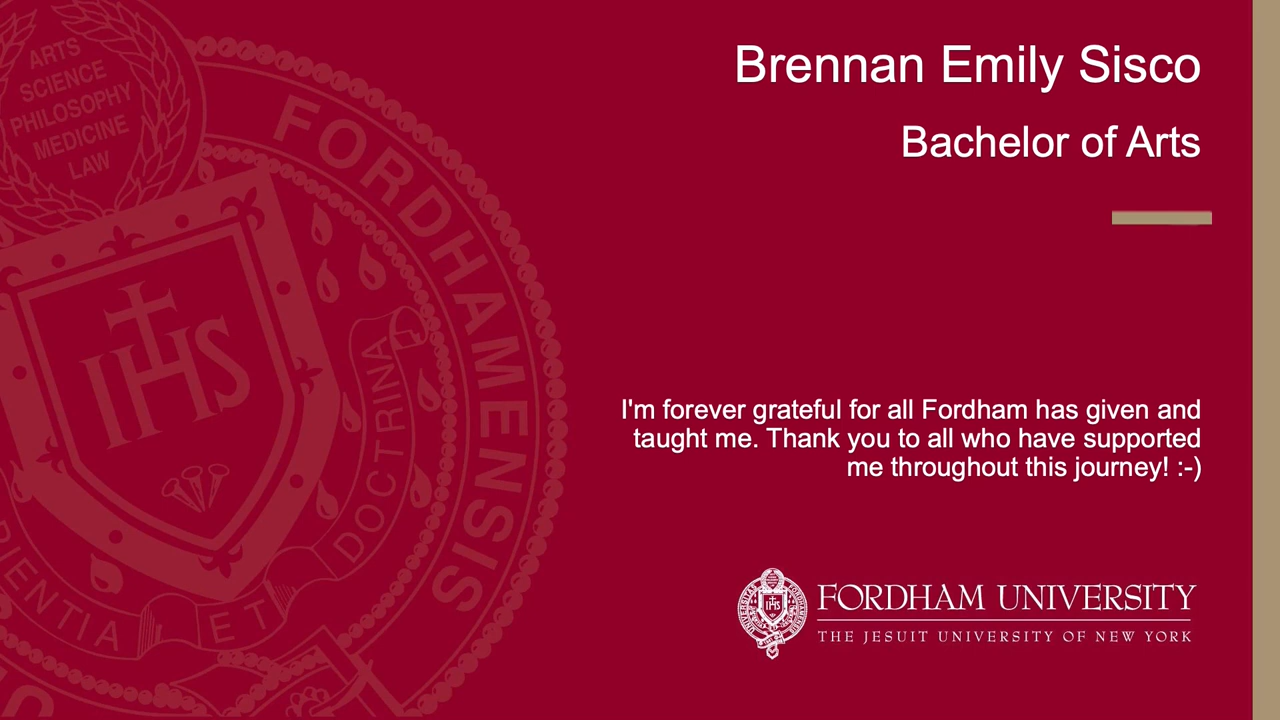 Brennan Emily Sisco
Bachelor of Arts
I'm forever grateful for all Fordham has given and
taught me. Thank you to all who have supported
me throughout this journey! :-)
FORDHAM UNIVERSITY
THE JESUIT UNIVERSITY OF NEW YORK
ARTS
SCIENCE
PHILOSOPHY
MEDICINE
LAW
FORDHAMENSIS
IHS
ET DOCTRINA